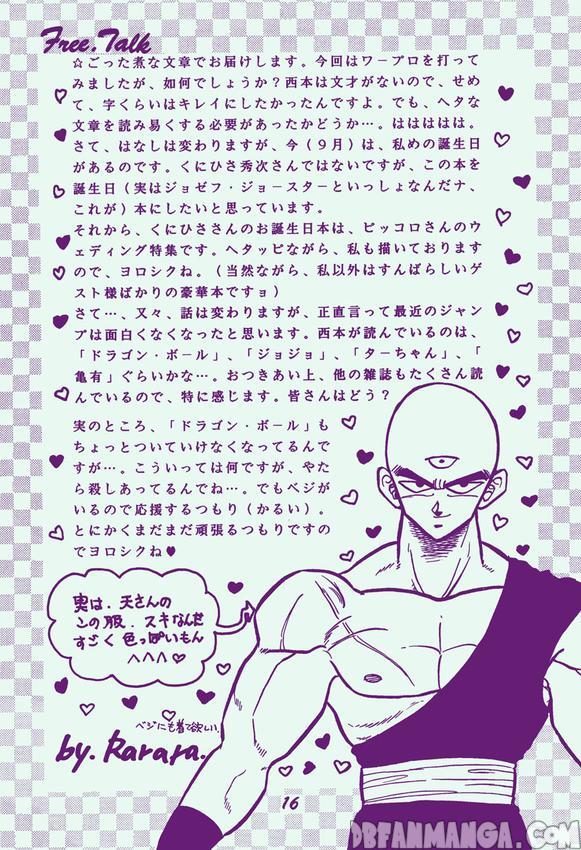 Free.Talk
☆ごった煮な文章でお届けします。今回はワープロを打って
みましたが、如何でしょうか？西本は文才がないので、せめ
て、字くらいはキレイにしたかったんですよ。でも、ヘタな
文章を読み易くする必要があったかどうか…。はははははは。
さて、はなしは変わりますが、今（９月）は、私めの誕生日
があるのです。くにひさ秀次さんではないですが、この本を
誕生日（実はジョゼフ・ジョースターといっしょなんだナ、
これが）本にしたいと思っています。
それから、くにひささんのお誕生日本は、ピッコロさんのウ
ェディング特集です。ヘタッピながら、私も描いております
ので、ヨロシクね。（当然ながら、私以外はすんばらしいゲ
スト様ばかりの豪華本ですョ）
さて…、又々、話は変わりますが、正直言って最近のジャン
プは面白くなくなったと思います。西本が読んでいるのは、
「ドラゴン・ボール」、「ジョジョ」、「ターちゃん」、「
亀有」ぐらいかな…。おつきあい上、他の雑誌もたくさん読
んでいるので、特に感じます。皆さんはどう？
実のところ、「ドラゴン・ボール」も
ちょっとついていけなくなってるんで
すが…。こういっては何ですが、やた
ら殺しあってるんでね…。でもベジが
いるので応援するつもり（かるい）。
とにかくまだまだ頑張るつもりですの
でヨロシクね♥
実は．天さんの
この服．スキなんだ
すごく色っぽいもん
ヘヘヘ♡
ベジにも着て欲しい。
by. Rarara.
16
DBFANMANGA.COM